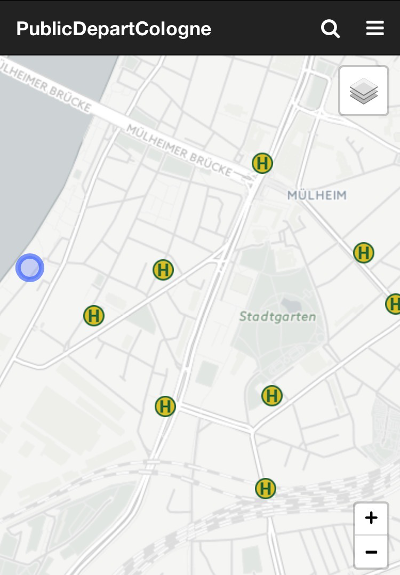 PublicDepartCologne
MÜLHEIMER BRÜCKE
MÜLHEIMER BRÜCKE
H
MÜLHEIM
H
H
H
H
Stadtgarten
H
H
H
+
−